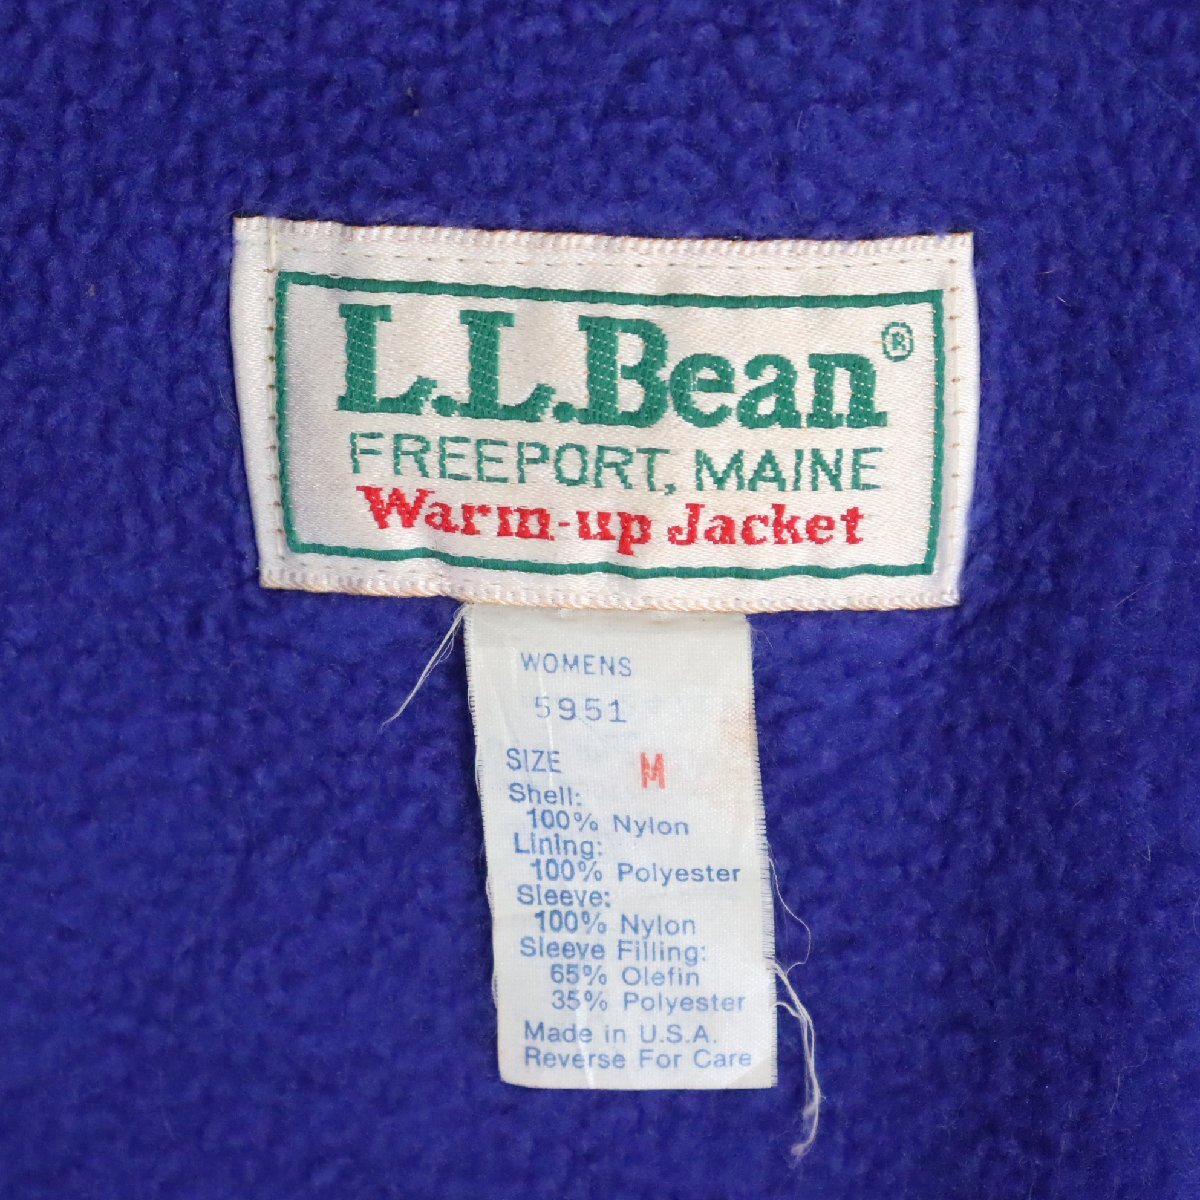 L.L.Bean®
FREEPORT, MAINE
Warm-up Jacket
WOMENS
5951
SIZE M
Shell:
100% Nylon
Lining:
100% Polyester
Sleeve:
100% Nylon
Sleeve Filling:
65% Olefin
35% Polyester
Made in U.S.A.
Reverse For Care